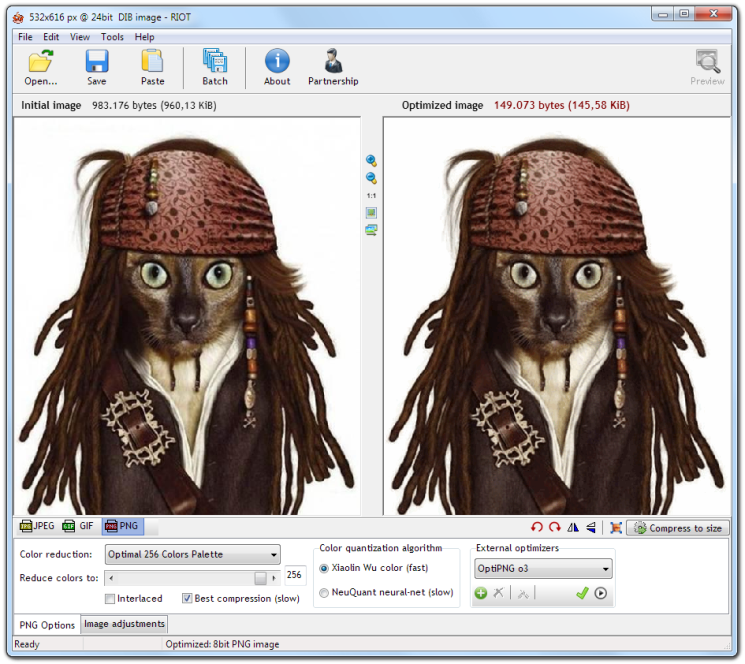 532x616 px @ 24bit DIB image - RIOT
File Edit View Tools Help
Open... Save Paste Batch About Partnership Preview
Initial image 983.176 bytes (960,13 KiB) Optimized image 149.073 bytes (145,58 KiB)
1:1
JPEG GIF PNG Compress to size
Color reduction: Optimal 256 Colors Palette
Reduce colors to: 256
Interlaced Best compression (slow)
Color quantization algorithm
Xiaolin Wu color (fast)
NeuQuant neural-net (slow)
External optimizers
OptiPNG o3
PNG Options Image adjustments
Ready Optimized: 8bit PNG image